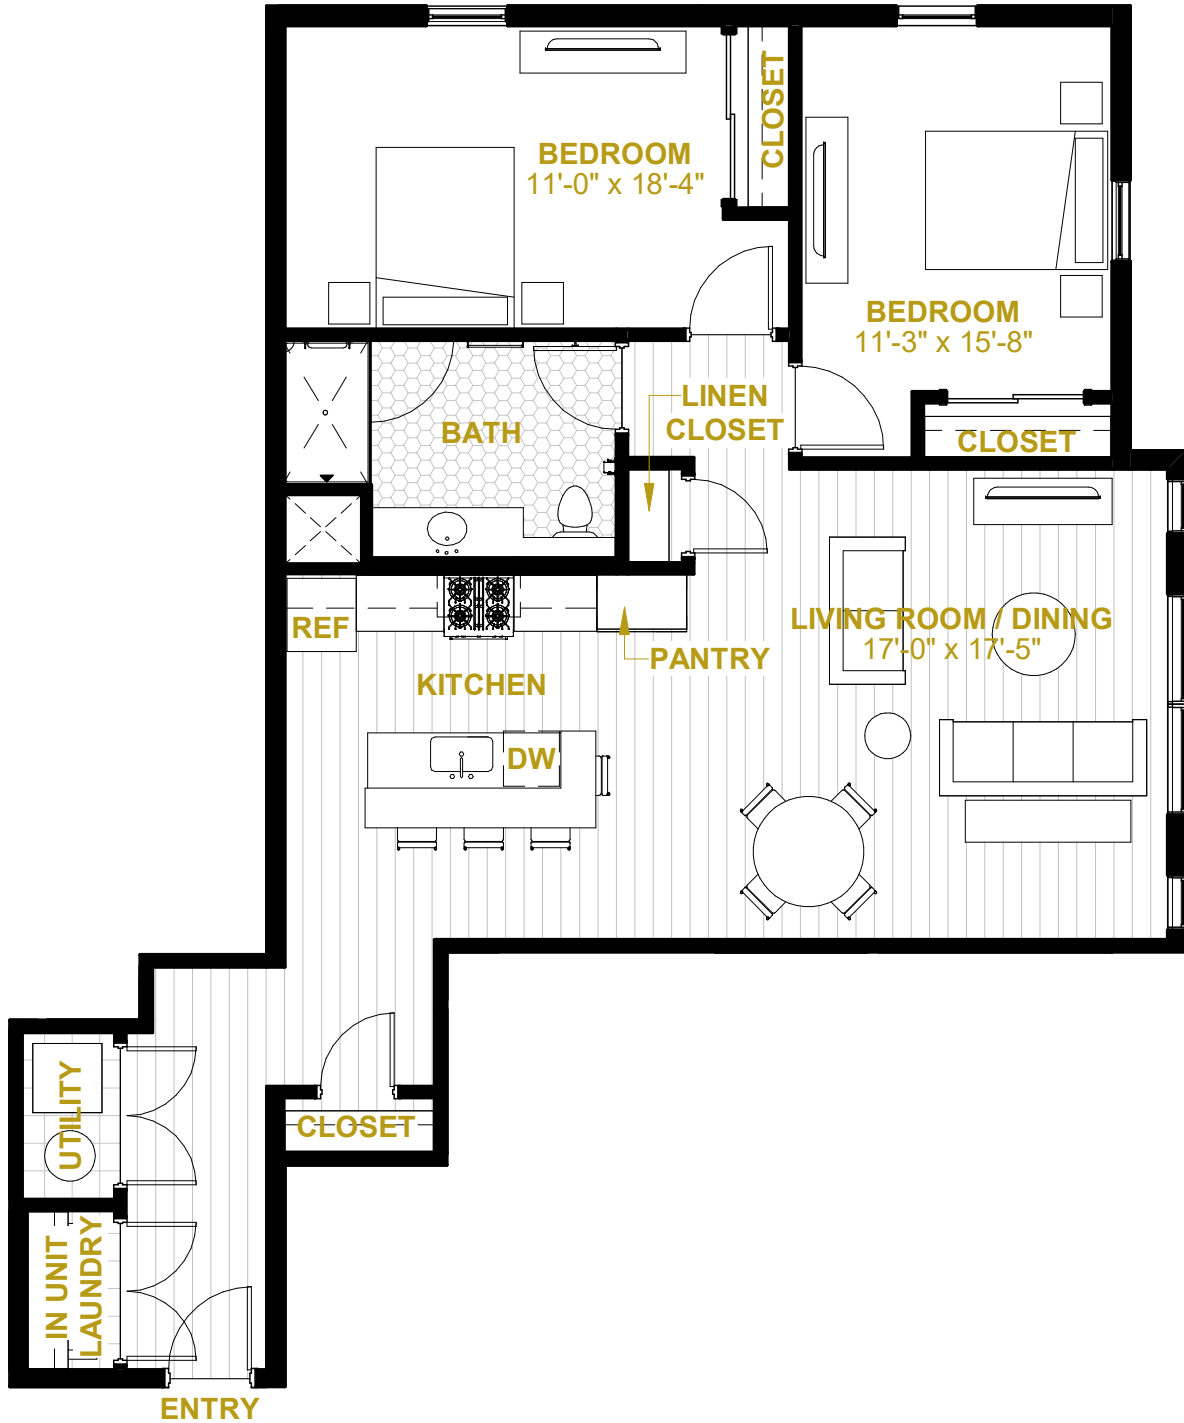 CLOSET
BEDROOM
11'-0" x 18'-4"
BEDROOM
11'-3" x 15'-8"
LINEN
CLOSET
BATH
CLOSET
REF
LIVING ROOM / DINING
17'-0" x 17'-5"
PANTRY
KITCHEN
DW
UTILITY
CLOSET
IN UNIT
LAUNDRY
ENTRY